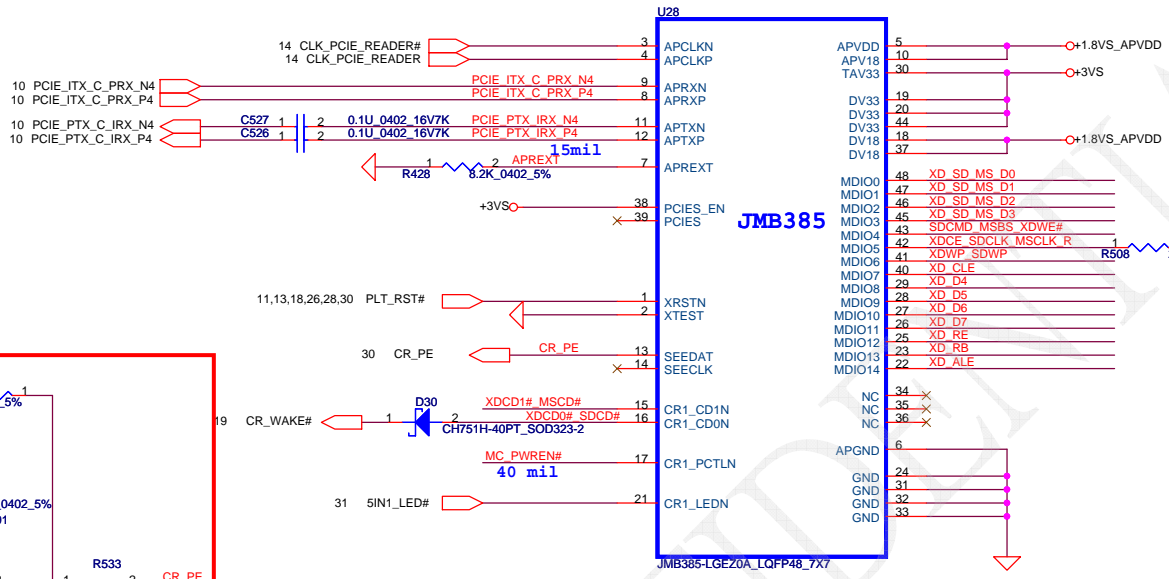 U28
14 CLK_PCIE_READER# 3 APCLKN APVDD 5 +1.8VS_APVDD
14 CLK_PCIE_READER 4 APCLKP APV18 10
TAV33 30 +3VS
10 PCIE_ITX_C_PRX_N4 PCIE_ITX_C_PRX_N4 9 APRXN
10 PCIE_ITX_C_PRX_P4 PCIE_ITX_C_PRX_P4 8 APRXP DV33 19
DV33 20
10 PCIE_PTX_C_IRX_N4 C527 1 2 0.1U_0402_16V7K PCIE_PTX_IRX_N4 11 APTXN DV33 44
10 PCIE_PTX_C_IRX_P4 C526 2 0.1U_0402_16V7K PCIE_PTX_IRX_P4 12 APTXP DV18 18 +1.8VS_APVDD
15mil DV18 37
R428 1 2 8.2K_0402_5% APREXT 7 APREXT
MDIO0 48 XD_SD_MS_D0
MDIO1 47 XD_SD_MS_D1
+3VS 38 PCIES_EN MDIO2 46 XD_SD_MS_D2
39 PCIES JMB385 MDIO3 45 XD_SD_MS_D3
MDIO4 43 SDCMD_MSBS_XDWE#
MDIO5 42 XDCE_SDCLK_MSCLK_R 1 R508
MDIO6 41 XDWP_SDWP
MDIO7 40 XD_CLE
MDIO8 29 XD_D4
11,13,18,26,28,30 PLT_RST# 1 XRSTN MDIO9 28 XD_D5
2 XTEST MDIO10 27 XD_D6
MDIO11 26 XD_D7
MDIO12 25 XD_RE
30 CR_PE CR_PE 13 SEEDAT MDIO13 23 XD_RB
14 SEECLK MDIO14 22 XD_ALE
NC 34
XDCD1#_MSCD# 15 CR1_CD1N NC 35
19 CR_WAKE# 1 D30 2 XDCD0#_SDCD# 16 CR1_CD0N NC 36
CH751H-40PT_SOD323-2
APGND 6
MC_PWREN# 17 CR1_PCTLN
40 mil GND 24
GND 31
31 5IN1_LED# 21 CR1_LEDN GND 32
GND 33
JMB385-LGEZ0A_LQFP48_7X7
1
_5%
0402_5%
01
R533
1 2 CR_PE